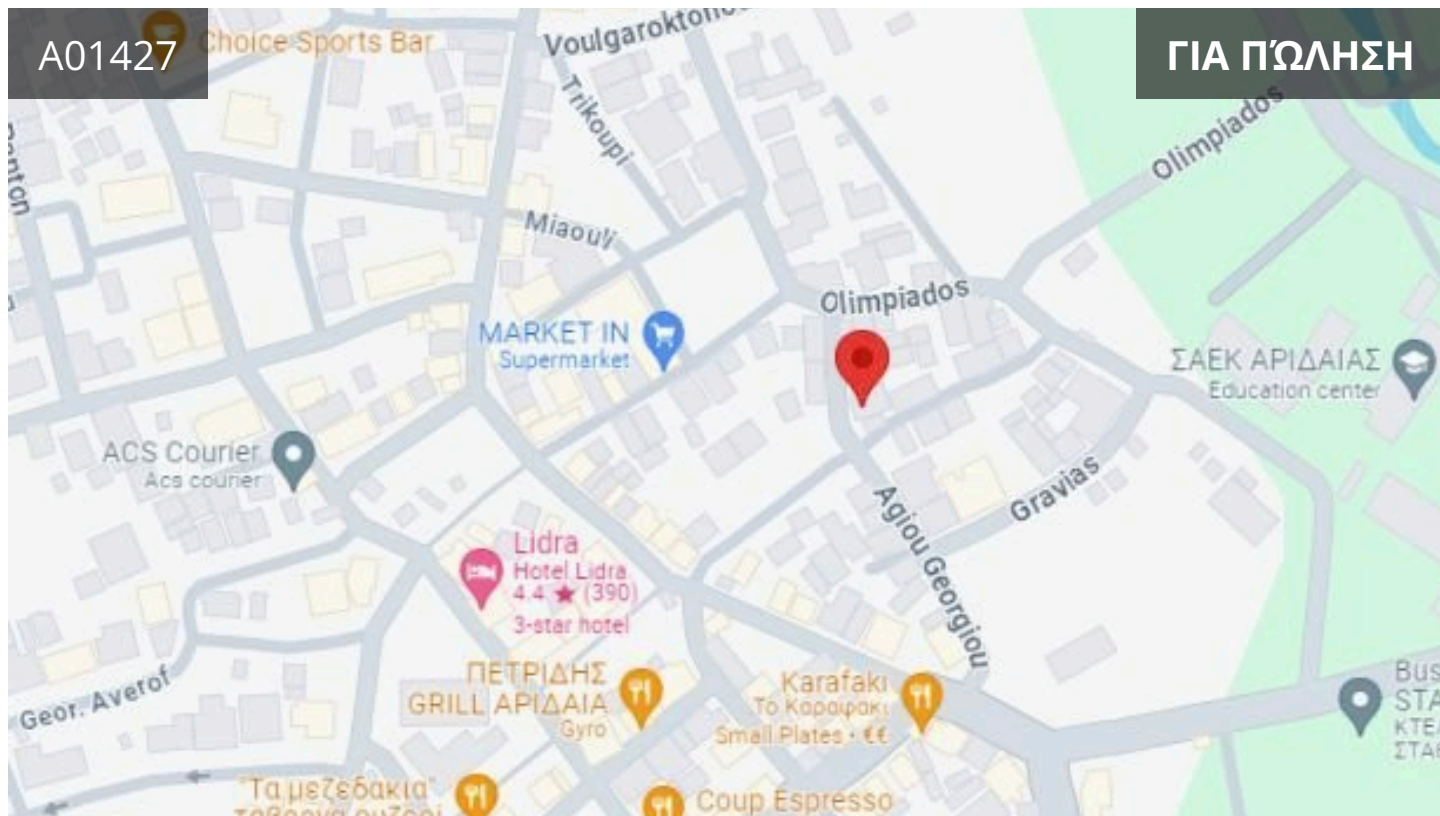 A01427
ΓΙΑ ΠΏΛΗΣΗ
Choice Sports Bar
Trikoupi
Olimpiados
Miaouli
Olimpiados
MARKET IN
Supermarket
ΣΑΕΚ ΑΡΙΔΑΙΑΣ
Education center
ACS Courier
Acs courier
Gravias
Agiou Georgiou
Lidra
Hotel Lidra
4.4 ★ (390)
3-star hotel
ΠΕΤΡΙΔΗΣ
GRILL ΑΡΙΔΑΙΑ
Gyro
Karafaki
Το Καραφάκι
Small Plates · €€
Geor. Averof
"Τα μεζεδάκια"
Coup Espresso